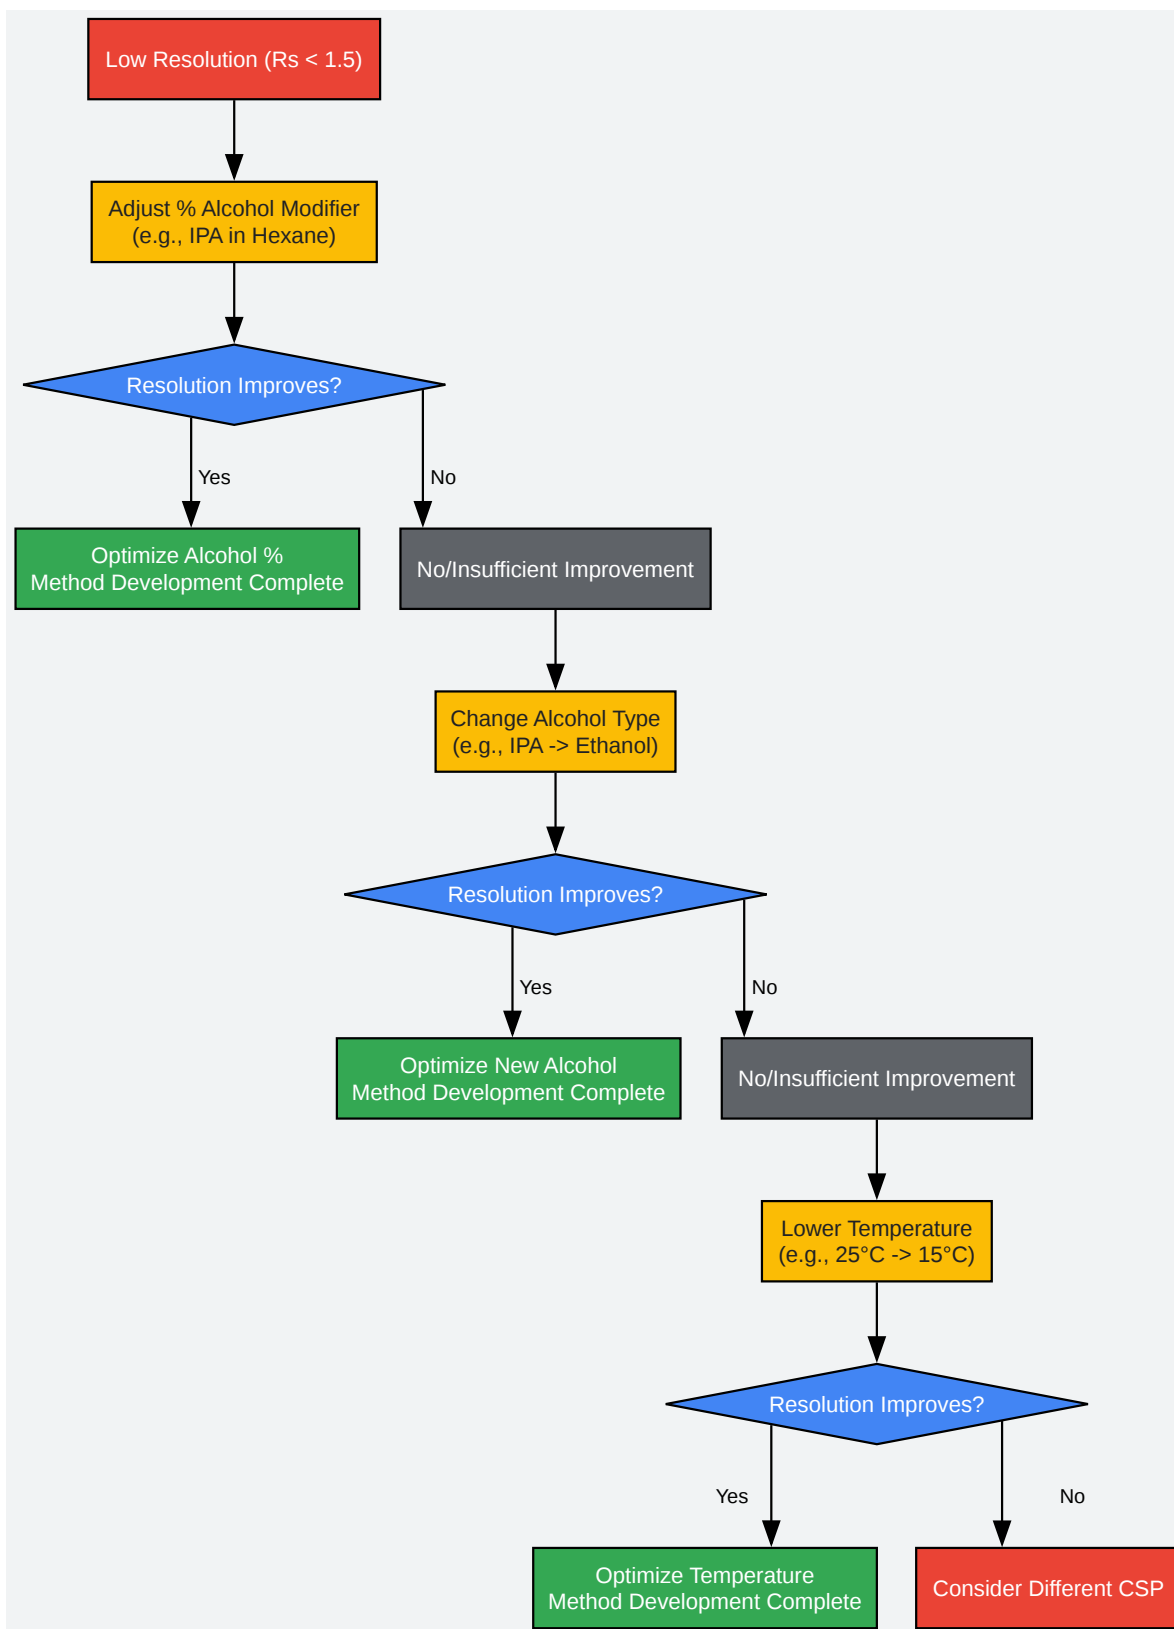 Low Resolution (Rs < 1.5)
Adjust % Alcohol Modifier
(e.g., IPA in Hexane)
Resolution Improves?
Yes
No
Optimize Alcohol %
Method Development Complete
No/Insufficient Improvement
Change Alcohol Type
(e.g., IPA -> Ethanol)
Resolution Improves?
Yes
No
Optimize New Alcohol
Method Development Complete
No/Insufficient Improvement
Lower Temperature
(e.g., 25°C -> 15°C)
Resolution Improves?
Yes
No
Optimize Temperature
Method Development Complete
Consider Different CSP